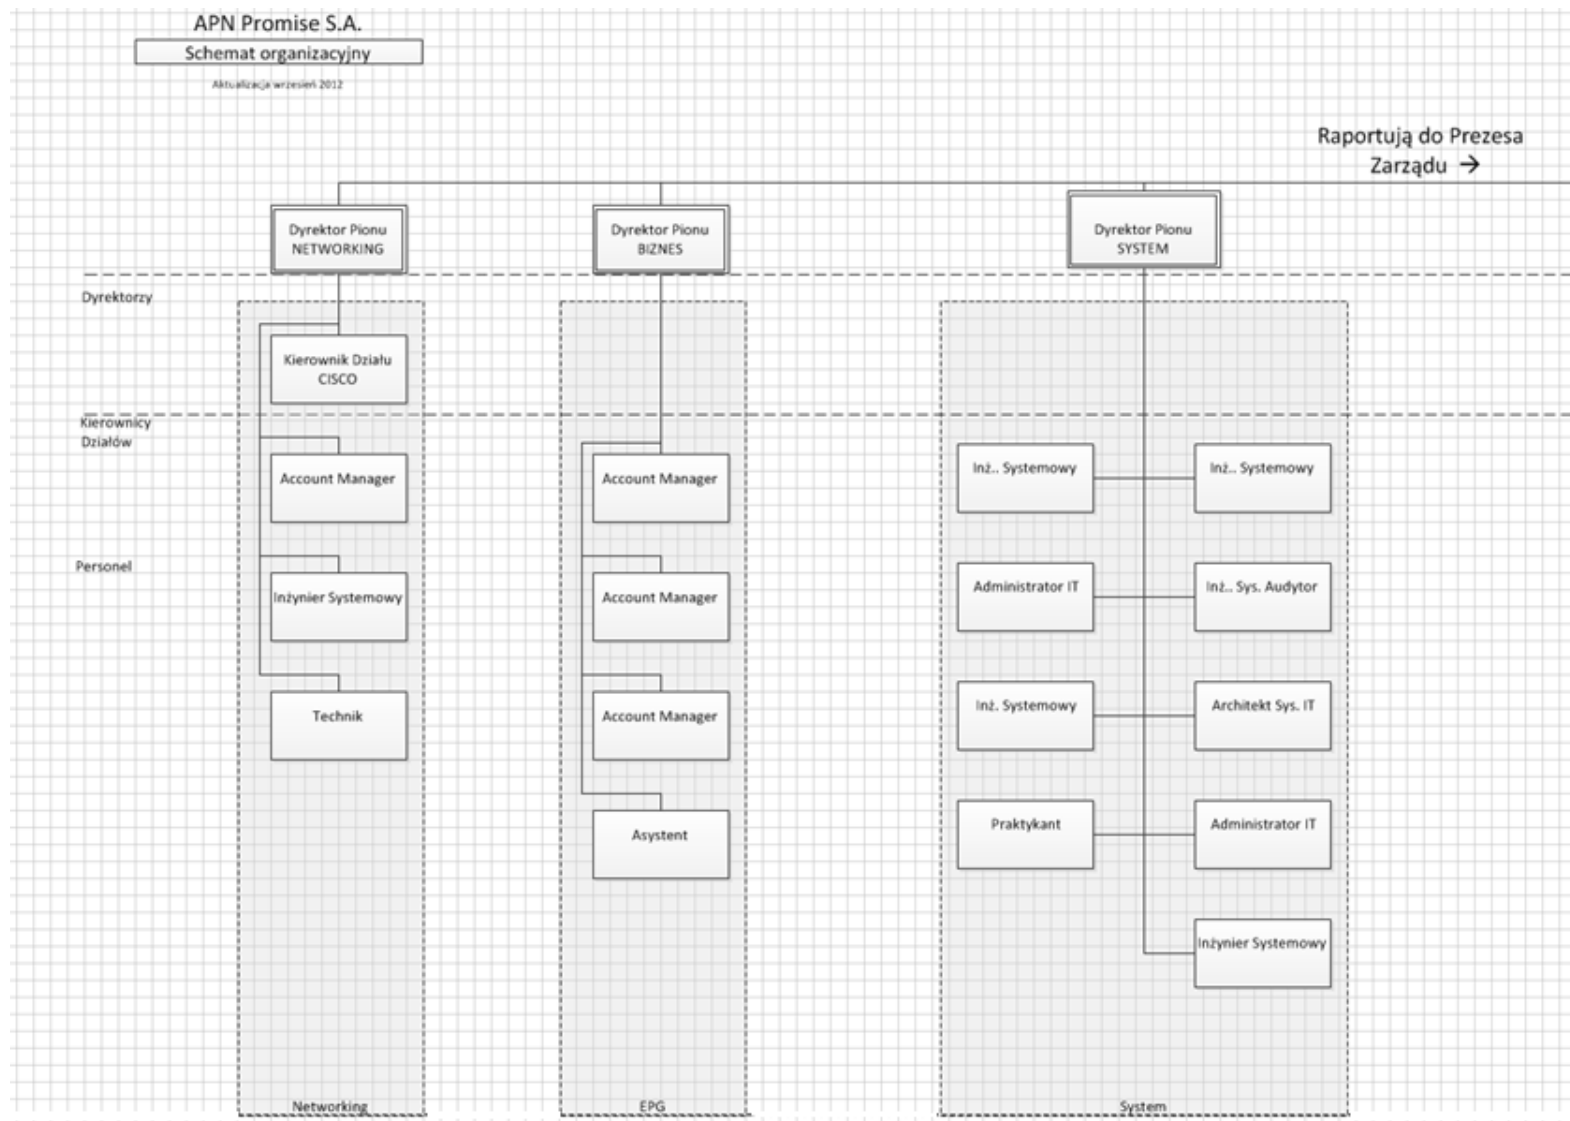 APN Promise S.A.
Schemat organizacyjny
Aktualizacja wrzesień 2012
Raportują do Prezesa
Zarządu →
Dyrektor Pionu
NETWORKING
Dyrektor Pionu
BIZNES
Dyrektor Pionu
SYSTEM
Dyrektorzy
Kierownik Działu
CISCO
Kierownicy
Działów
Account Manager
Account Manager
Inż.. Systemowy
Inż.. Systemowy
Personel
Inżynier Systemowy
Account Manager
Administrator IT
Inż.. Sys. Audytor
Technik
Account Manager
Inż. Systemowy
Architekt Sys. IT
Asystent
Praktykant
Administrator IT
Inżynier Systemowy
Networking
EPG
System